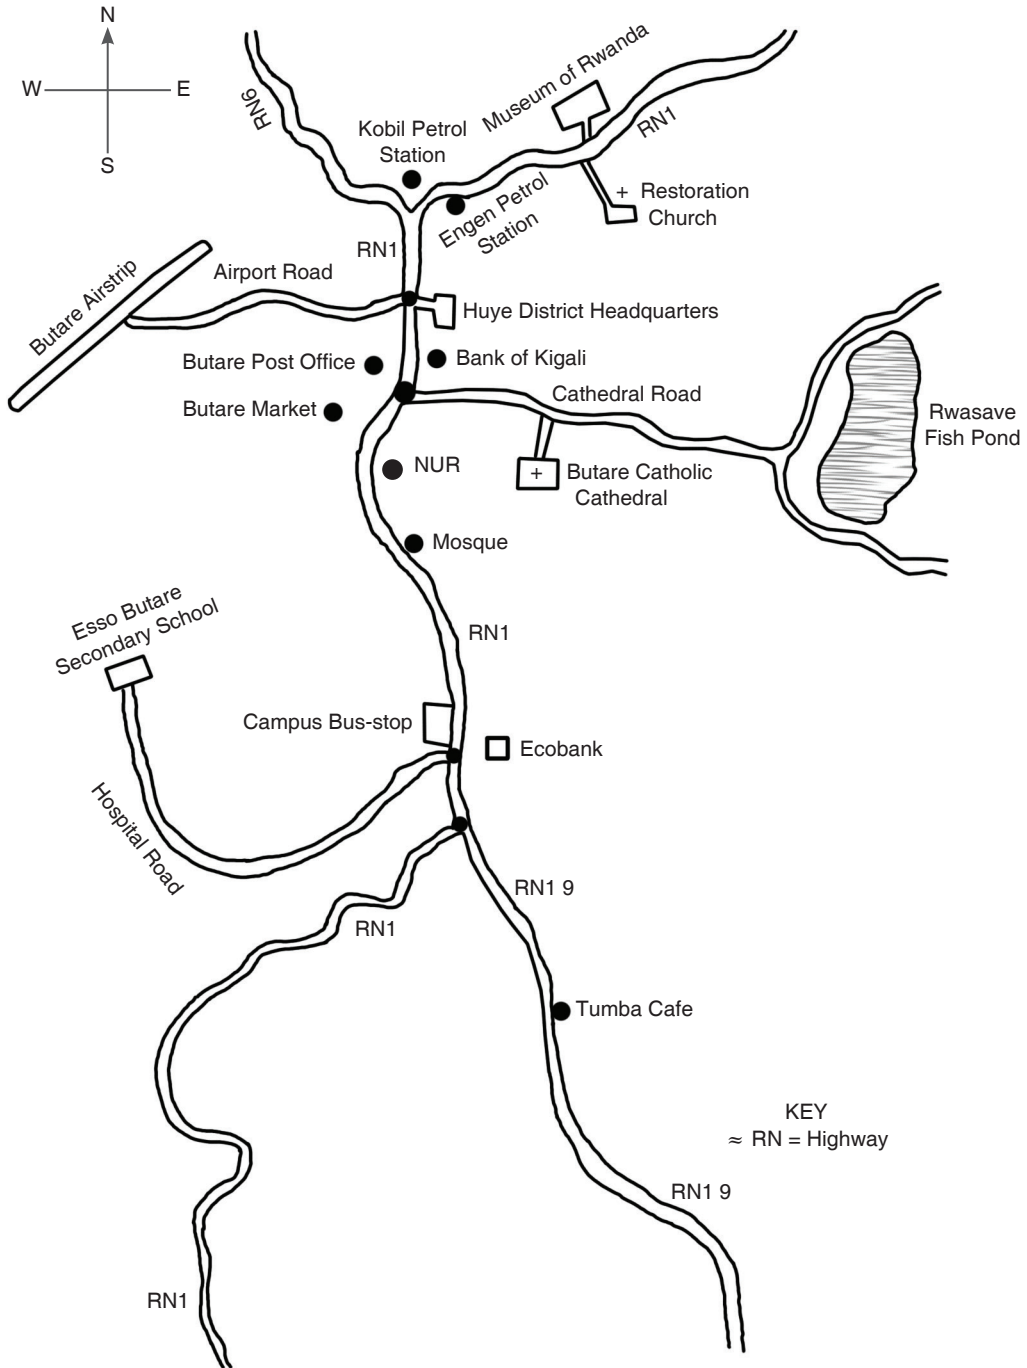 N
W
E
S
RN6
Kobil Petrol
Station
Museum of Rwanda
RN1
Engen Petrol
Station
+ Restoration
Church
RN1
Airport Road
Butare Airstrip
Huye District Headquarters
Butare Post Office
Bank of Kigali
Butare Market
Cathedral Road
Rwasave
Fish Pond
NUR
+
Butare Catholic
Cathedral
Mosque
Esso Butare
Secondary School
RN1
Campus Bus-stop
Ecobank
Hospital Road
RN1 9
RN1
Tumba Cafe
KEY
≈ RN = Highway
RN1 9
RN1